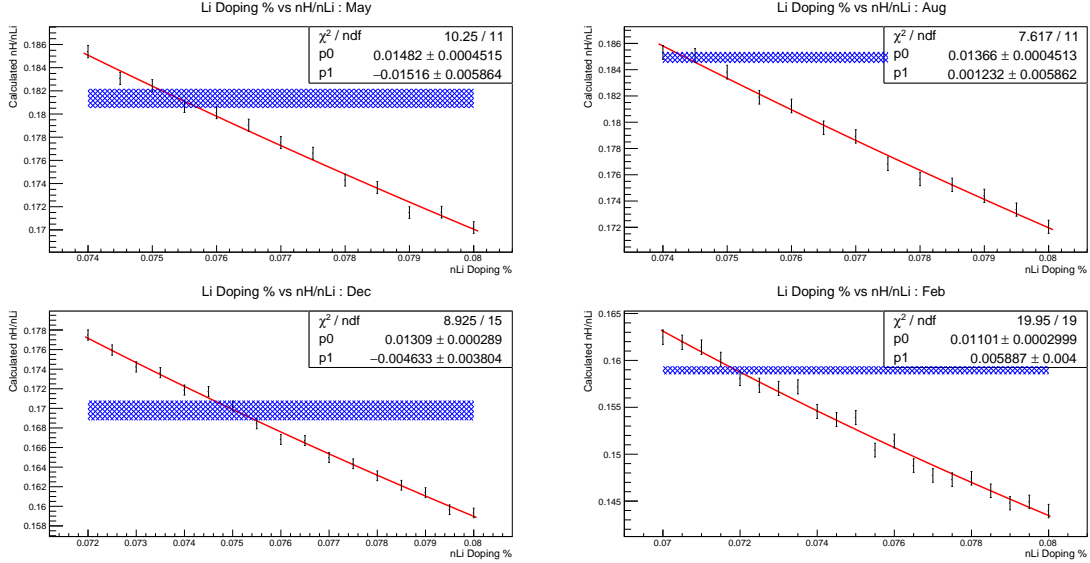 Li Doping % vs nH/nLi : May
Calculated nH/nLi
χ² / ndf 10.25 / 11
p0 0.01482 ± 0.0004515
p1 −0.01516 ± 0.005864
0.186
0.184
0.182
0.18
0.178
0.176
0.174
0.172
0.17
0.074 0.075 0.076 0.077 0.078 0.079 0.08
nLi Doping %
Li Doping % vs nH/nLi : Aug
Calculated nH/nLi
χ² / ndf 7.617 / 11
p0 0.01366 ± 0.0004513
p1 0.001232 ± 0.005862
0.186
0.184
0.182
0.18
0.178
0.176
0.174
0.172
0.074 0.075 0.076 0.077 0.078 0.079 0.08
nLi Doping %
Li Doping % vs nH/nLi : Dec
Calculated nH/nLi
χ² / ndf 8.925 / 15
p0 0.01309 ± 0.000289
p1 −0.004633 ± 0.003804
0.178
0.176
0.174
0.172
0.17
0.168
0.166
0.164
0.162
0.16
0.158
0.072 0.073 0.074 0.075 0.076 0.077 0.078 0.079 0.08
nLi Doping %
Li Doping % vs nH/nLi : Feb
Calculated nH/nLi
χ² / ndf 19.95 / 19
p0 0.01101 ± 0.0002999
p1 0.005887 ± 0.004
0.165
0.16
0.155
0.15
0.145
0.07 0.072 0.074 0.076 0.078 0.08
nLi Doping %